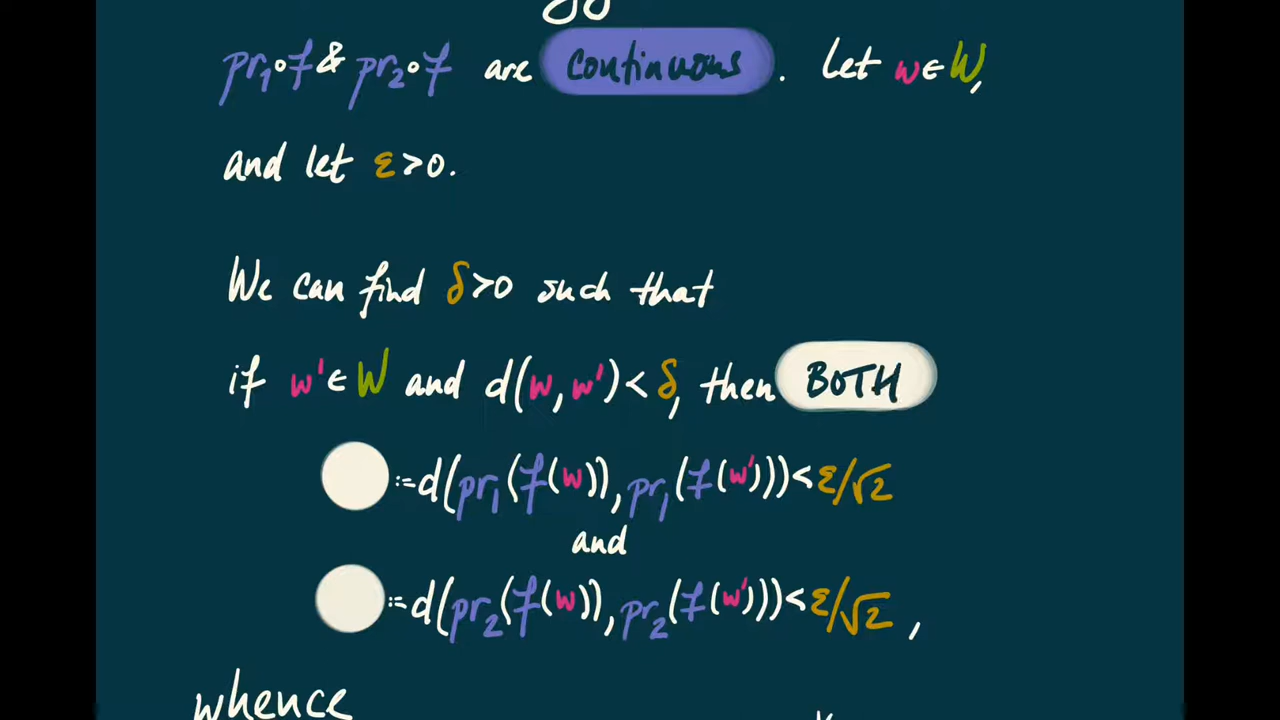 pr₁∘f & pr₂∘f are continuous. Let w∈W,
and let ε>0.
We can find δ>0 such that
if w'∈W and d(w,w')<δ, then BOTH
:=d(pr₁(f(w)),pr₁(f(w')))<ε/√2
and
:=d(pr₂(f(w)),pr₂(f(w')))<ε/√2,
whence